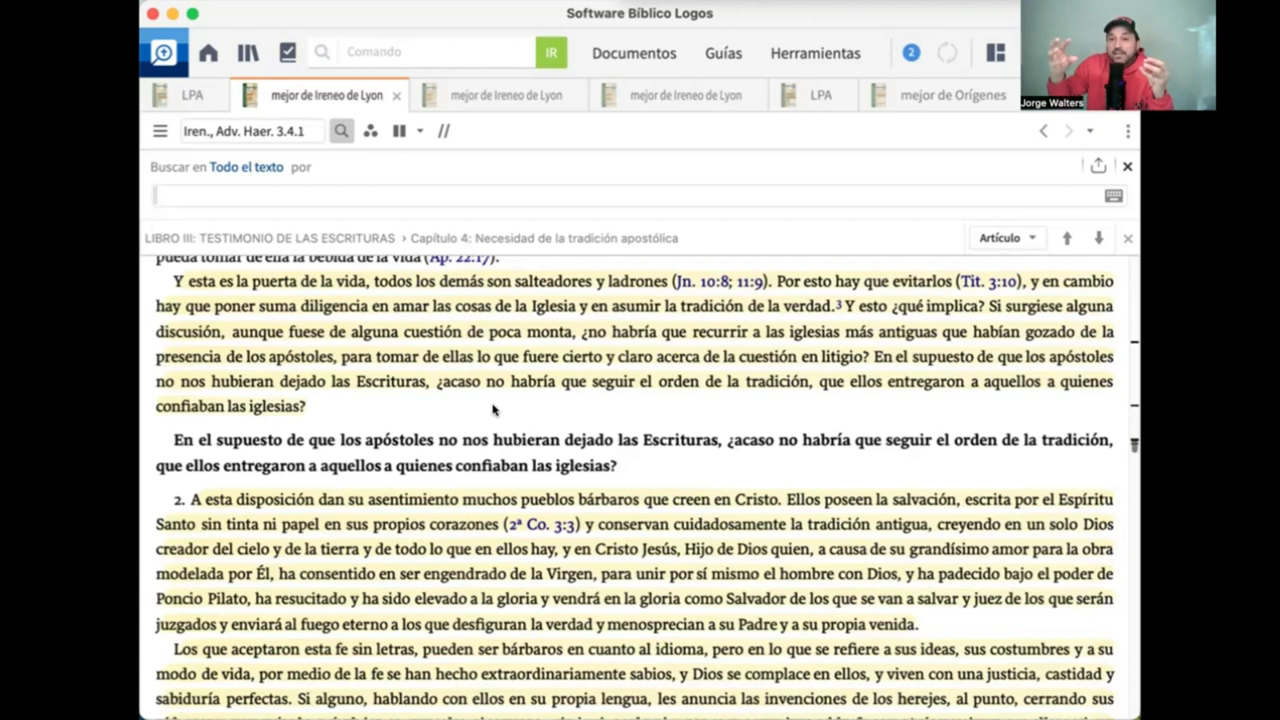 Software Bíblico Logos
Comando
IR
Documentos
Guías
Herramientas
2
Jorge Walters
LPA
mejor de Ireneo de Lyon
mejor de Ireneo de Lyon
mejor de Ireneo de Lyon
LPA
mejor de Orígenes
Iren., Adv. Haer. 3.4.1
Buscar en Todo el texto por
LIBRO III: TESTIMONIO DE LAS ESCRITURAS > Capítulo 4: Necesidad de la tradición apostólica
Artículo
pueda tomar de ella la bebida de la vida (Ap. 22:17).
Y esta es la puerta de la vida, todos los demás son salteadores y ladrones (Jn. 10:8; 11:9). Por esto hay que evitarlos (Tit. 3:10), y en cambio
hay que poner suma diligencia en amar las cosas de la Iglesia y en asumir la tradición de la verdad.³ Y esto ¿qué implica? Si surgiese alguna
discusión, aunque fuese de alguna cuestión de poca monta, ¿no habría que recurrir a las iglesias más antiguas que habían gozado de la
presencia de los apóstoles, para tomar de ellas lo que fuere cierto y claro acerca de la cuestión en litigio? En el supuesto de que los apóstoles
no nos hubieran dejado las Escrituras, ¿acaso no habría que seguir el orden de la tradición, que ellos entregaron a aquellos a quienes
confiaban las iglesias?
En el supuesto de que los apóstoles no nos hubieran dejado las Escrituras, ¿acaso no habría que seguir el orden de la tradición,
que ellos entregaron a aquellos a quienes confiaban las iglesias?
2. A esta disposición dan su asentimiento muchos pueblos bárbaros que creen en Cristo. Ellos poseen la salvación, escrita por el Espíritu
Santo sin tinta ni papel en sus propios corazones (2ª Co. 3:3) y conservan cuidadosamente la tradición antigua, creyendo en un solo Dios
creador del cielo y de la tierra y de todo lo que en ellos hay, y en Cristo Jesús, Hijo de Dios quien, a causa de su grandísimo amor para la obra
modelada por Él, ha consentido en ser engendrado de la Virgen, para unir por sí mismo el hombre con Dios, y ha padecido bajo el poder de
Poncio Pilato, ha resucitado y ha sido elevado a la gloria y vendrá en la gloria como Salvador de los que se van a salvar y juez de los que serán
juzgados y enviará al fuego eterno a los que desfiguran la verdad y menosprecian a su Padre y a su propia venida.
Los que aceptaron esta fe sin letras, pueden ser bárbaros en cuanto al idioma, pero en lo que se refiere a sus ideas, sus costumbres y a su
modo de vida, por medio de la fe se han hecho extraordinariamente sabios, y Dios se complace en ellos, y viven con una justicia, castidad y
sabiduría perfectas. Si alguno, hablando con ellos en su propia lengua, les anuncia las invenciones de los herejes, al punto, cerrando sus